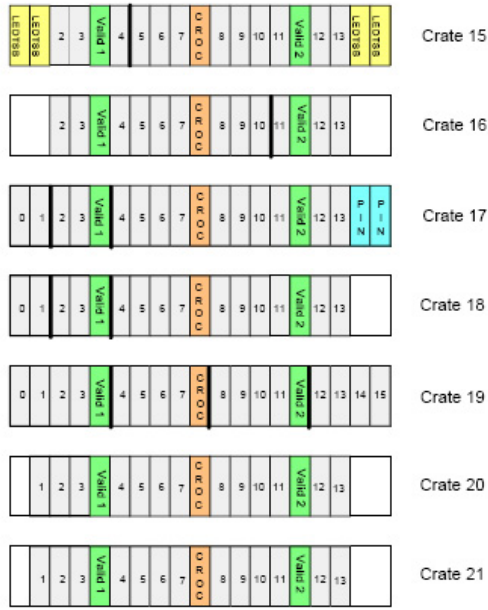 LEDTSB LEDTSB 2 3 Valid 1 4 5 6 7 CROC 8 9 10 11 Valid 2 12 13 LEDTSB LEDTSB Crate 15
2 3 Valid 1 4 5 6 7 CROC 8 9 10 11 Valid 2 12 13 Crate 16
0 1 2 3 Valid 1 4 5 6 7 CROC 8 9 10 11 Valid 2 12 13 PIN PIN Crate 17
0 1 2 3 Valid 1 4 5 6 7 CROC 8 9 10 11 Valid 2 12 13 Crate 18
0 1 2 3 Valid 1 4 5 6 7 CROC 8 9 10 11 Valid 2 12 13 14 15 Crate 19
1 2 3 Valid 1 4 5 6 7 CROC 8 9 10 11 Valid 2 12 13 Crate 20
1 2 3 Valid 1 4 5 6 7 CROC 8 9 10 11 Valid 2 12 13 Crate 21